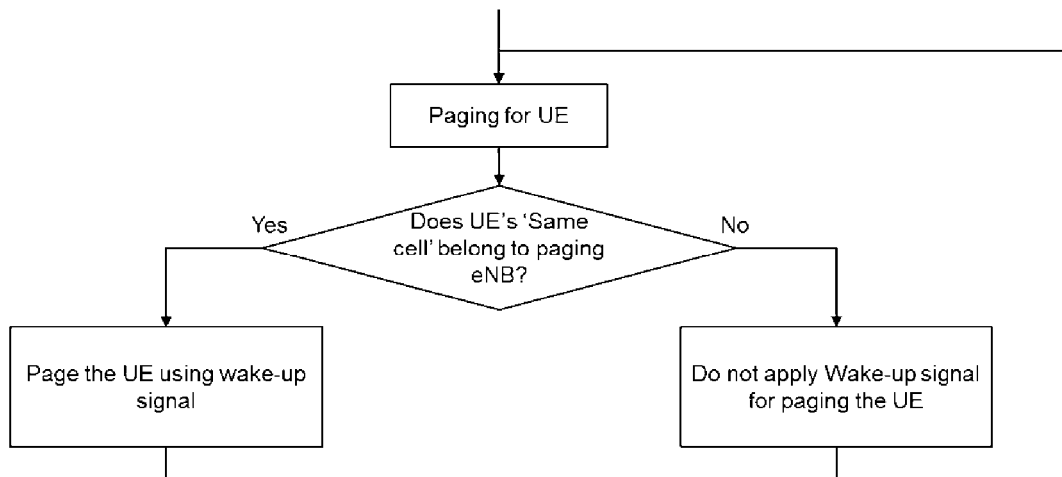 Paging for UE
Yes
Does UE's 'Same
cell' belong to paging
eNB?
No
Page the UE using wake-up
signal
Do not apply Wake-up signal
for paging the UE